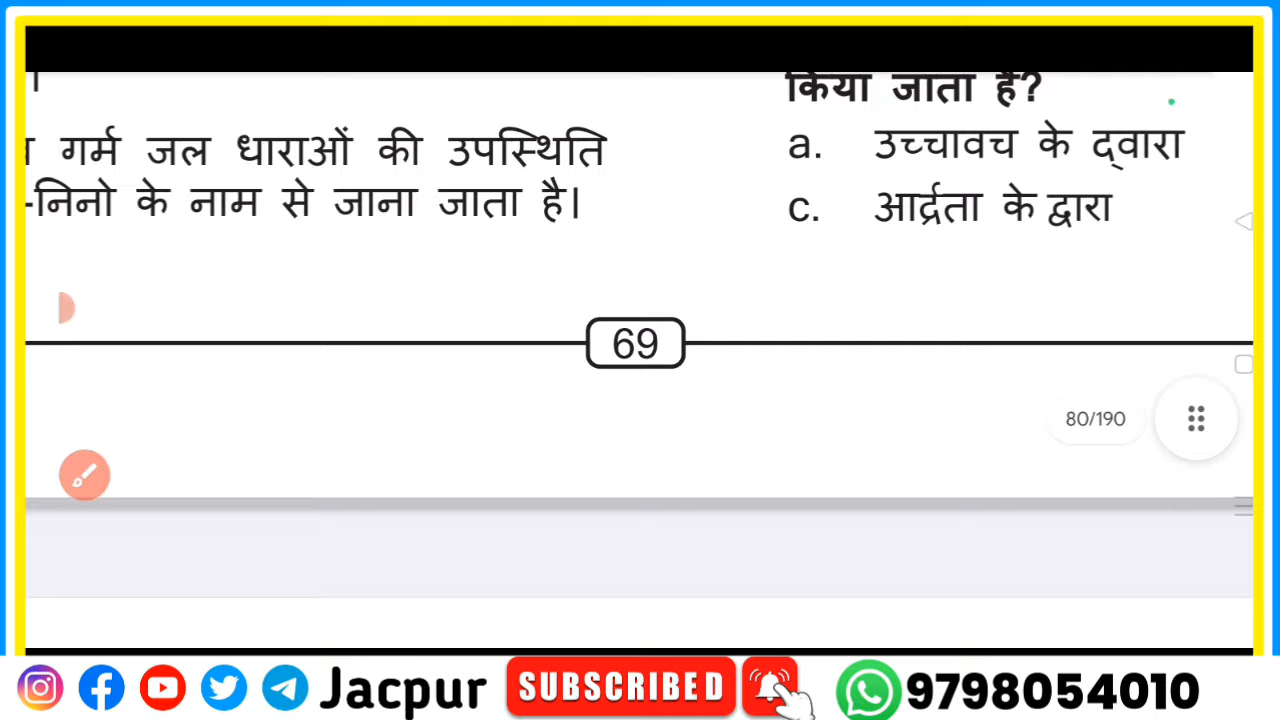 गर्म जल धाराओं की उपस्थिति
-निनो के नाम से जाना जाता है।
किया जाता है?
a. उच्चावच के द्‌वारा
c. आर्द्रता के द्वारा
69
80/190
Jacpur SUBSCRIBED 9798054010